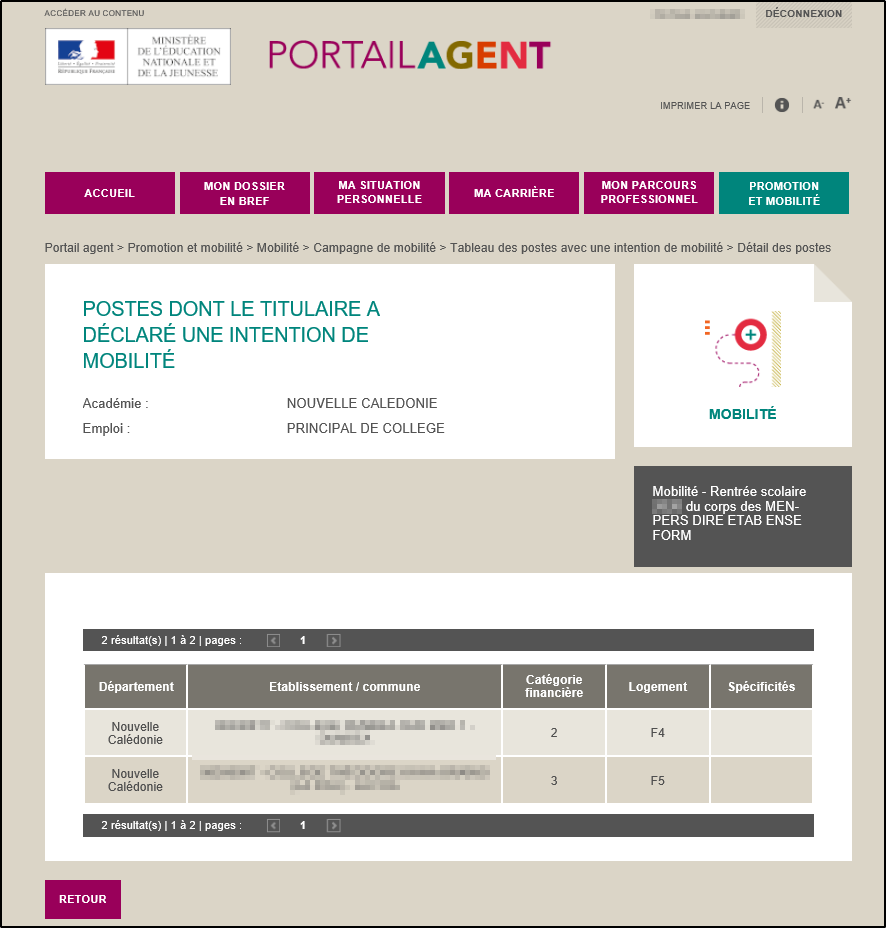 ACCÉDER AU CONTENU
DÉCONNEXION
Liberté • Égalité • Fraternité
RÉPUBLIQUE FRANÇAISE
MINISTÈRE
DE L'ÉDUCATION
NATIONALE ET
DE LA JEUNESSE
PORTAILAGENT
IMPRIMER LA PAGE
A-
A+
ACCUEIL
MON DOSSIER
EN BREF
MA SITUATION
PERSONNELLE
MA CARRIÈRE
MON PARCOURS
PROFESSIONNEL
PROMOTION
ET MOBILITÉ
Portail agent > Promotion et mobilité > Mobilité > Campagne de mobilité > Tableau des postes avec une intention de mobilité > Détail des postes
POSTES DONT LE TITULAIRE A
DÉCLARÉ UNE INTENTION DE
MOBILITÉ
Académie : NOUVELLE CALEDONIE
Emploi : PRINCIPAL DE COLLEGE
MOBILITÉ
Mobilité - Rentrée scolaire
du corps des MEN-
PERS DIRE ETAB ENSE
FORM
2 résultat(s) | 1 à 2 | pages : 1
Département Etablissement / commune Catégorie financière Logement Spécificités
Nouvelle Calédonie 2 F4
Nouvelle Calédonie 3 F5
2 résultat(s) | 1 à 2 | pages : 1
RETOUR